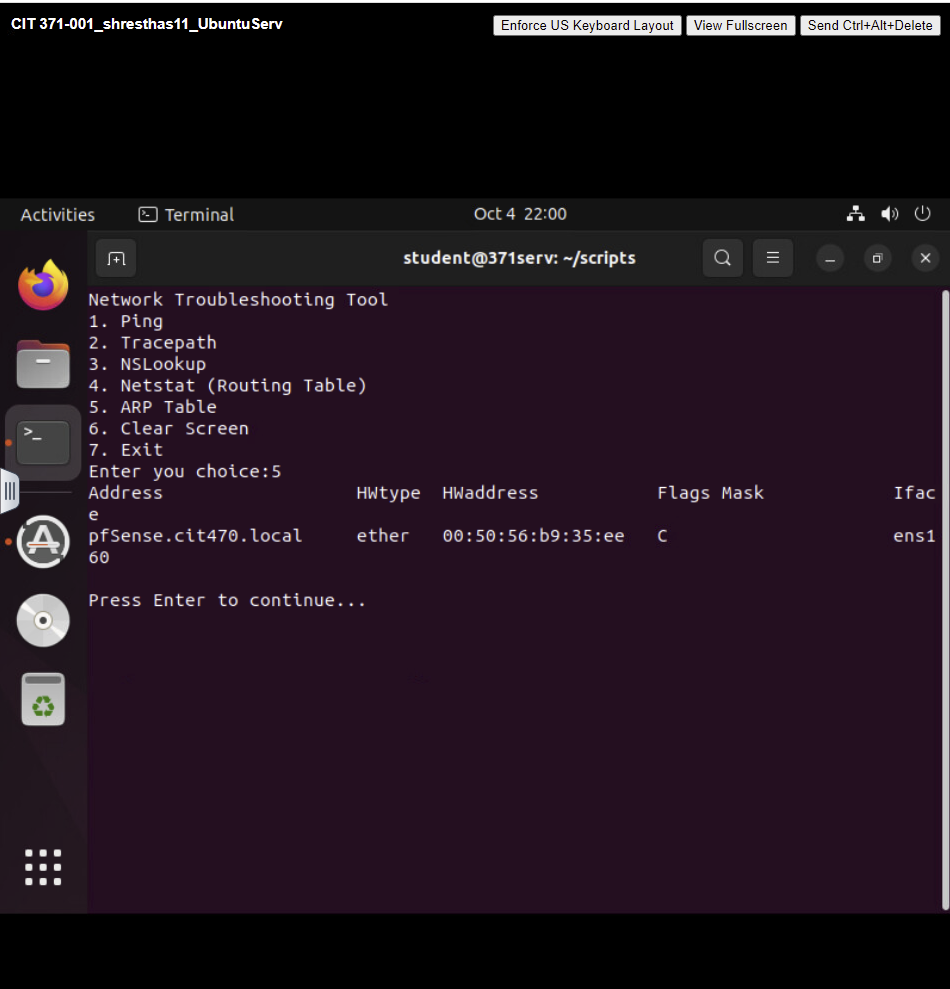 CIT 371-001_shresthas11_UbuntuServ
Enforce US Keyboard Layout View Fullscreen Send Ctrl+Alt+Delete
Activities Terminal Oct 4 22:00
student@371serv: ~/scripts
Network Troubleshooting Tool
1. Ping
2. Tracepath
3. NSLookup
4. Netstat (Routing Table)
5. ARP Table
6. Clear Screen
7. Exit
Enter you choice:5
Address HWtype HWaddress Flags Mask Ifac
e
pfSense.cit470.local ether 00:50:56:b9:35:ee C ens1
60
Press Enter to continue...